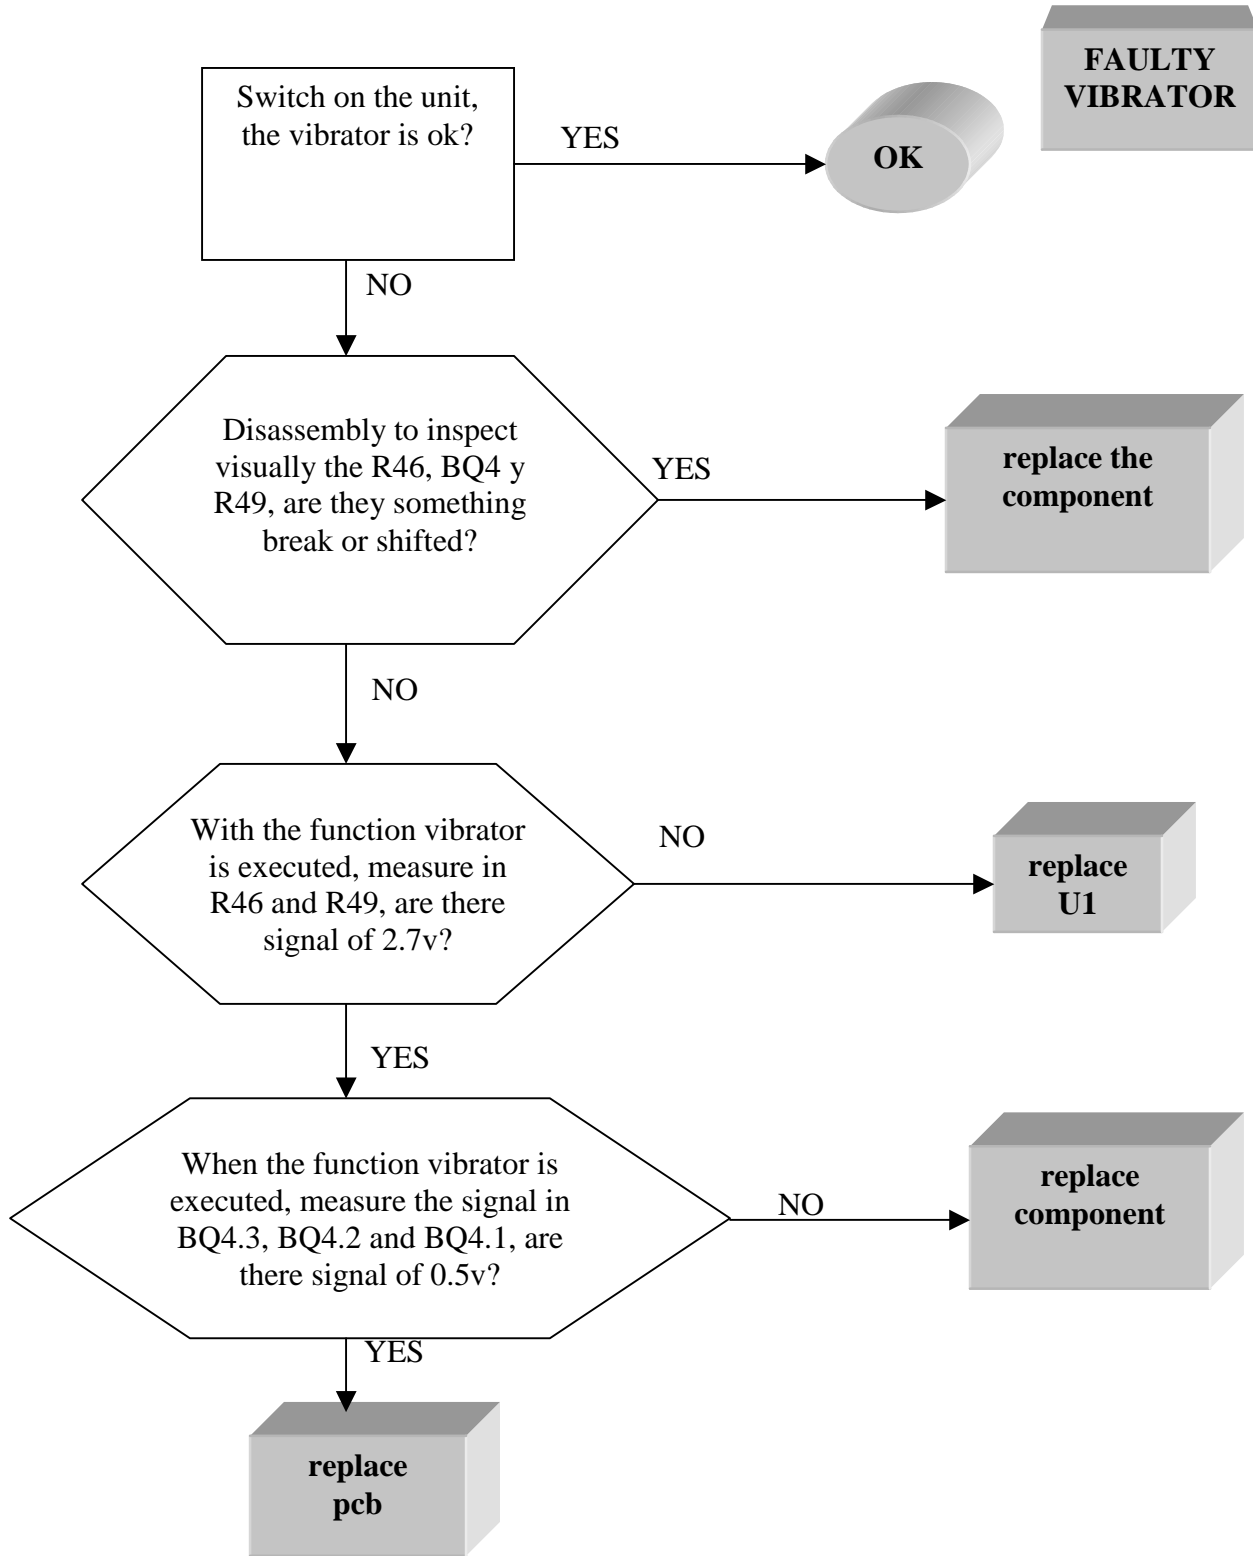 FAULTY
VIBRATOR
Switch on the unit,
the vibrator is ok?
YES
OK
NO
Disassembly to inspect
visually the R46, BQ4 y
R49, are they something
break or shifted?
YES
replace the
component
NO
With the function vibrator
is executed, measure in
R46 and R49, are there
signal of 2.7v?
NO
replace
U1
YES
When the function vibrator is
executed, measure the signal in
BQ4.3, BQ4.2 and BQ4.1, are
there signal of 0.5v?
NO
replace
component
YES
replace
pcb